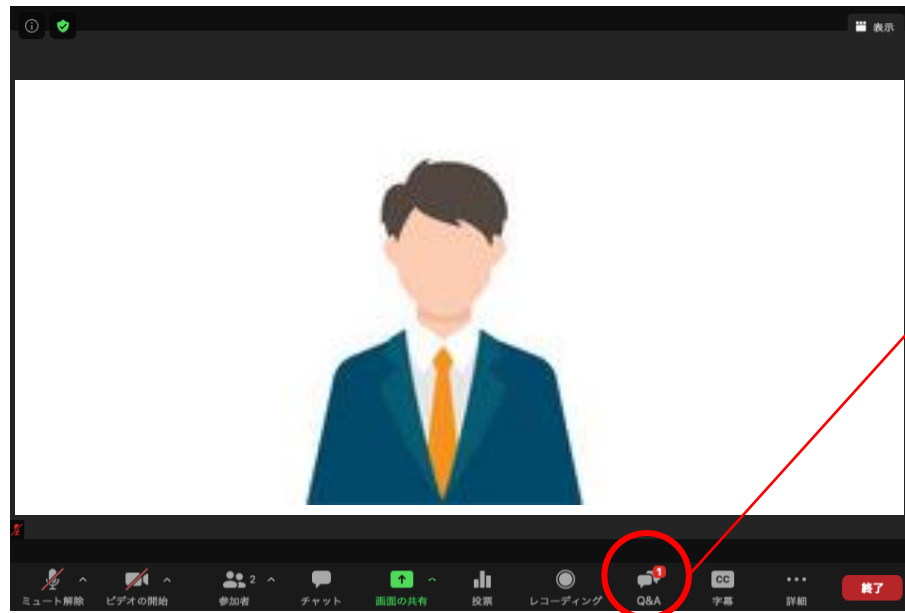 表示
2
1
CC
ミュート解除
ビデオの開始
参加者
チャット
画面の共有
投票
レコーディング
Q&A
字幕
詳細
終了